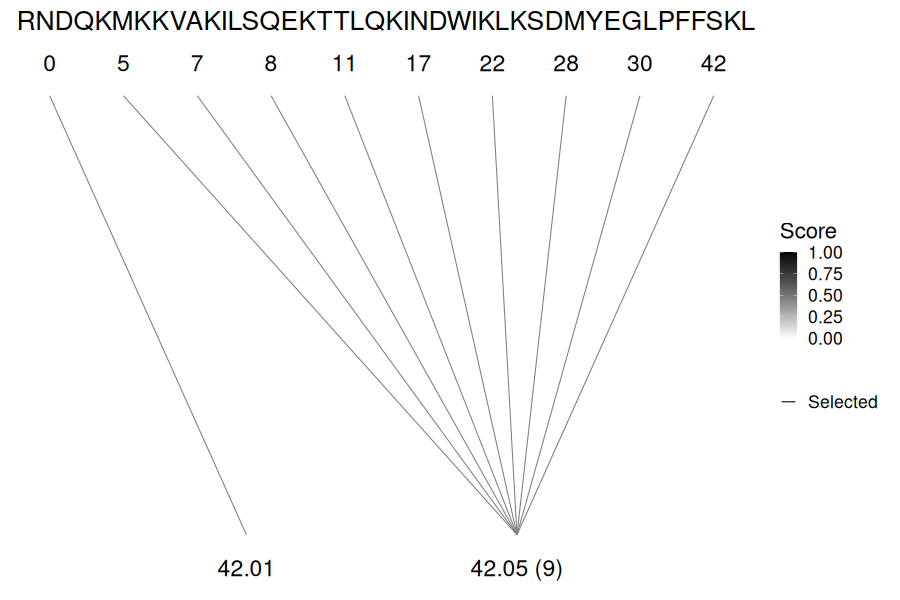 RNDQKMKKVAKILSQEKTTLQKINDWIKLKSDMYEGLPFFSKL
0 5 7 8 11 17 22 28 30 42
Score
1.00
0.75
0.50
0.25
0.00
Selected
42.01 42.05 (9)